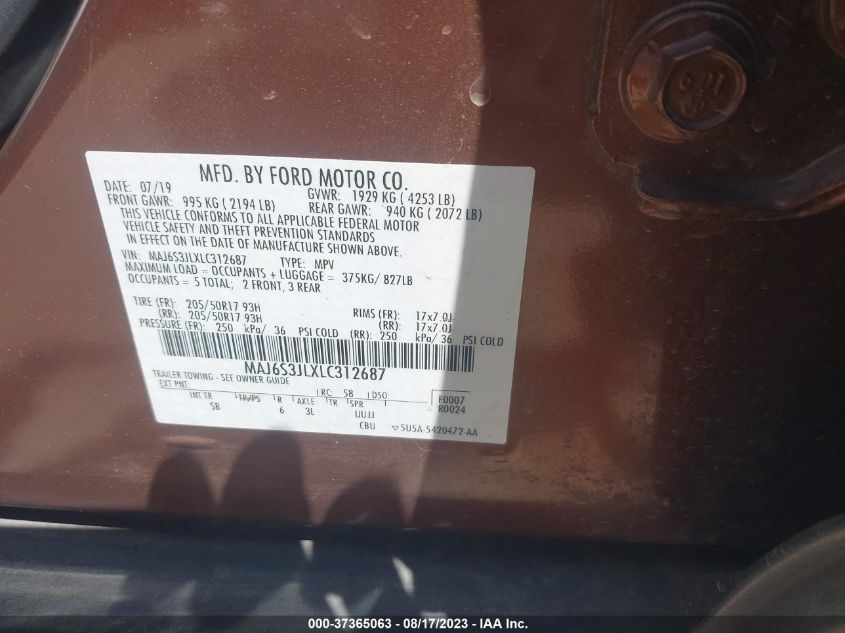 MFD. BY FORD MOTOR CO.
DATE: 07/19 GVWR: 1929 KG ( 4253 LB)
FRONT GAWR: 995 KG ( 2194 LB) REAR GAWR: 940 KG ( 2072 LB)
THIS VEHICLE CONFORMS TO ALL APPLICABLE FEDERAL MOTOR
VEHICLE SAFETY AND THEFT PREVENTION STANDARDS
IN EFFECT ON THE DATE OF MANUFACTURE SHOWN ABOVE.
VIN: MAJ6S3JLXLC312687 TYPE: MPV
MAXIMUM LOAD = OCCUPANTS + LUGGAGE = 375KG/ 827LB
OCCUPANTS = 5 TOTAL; 2 FRONT, 3 REAR
TIRE (FR): 205/50R17 93H RIMS (FR): 17x7.0J
(RR): 205/50R17 93H (RR): 17x7.0J
PRESSURE (FR): 250 kPa/ 36 PSI COLD (RR): 250 kPa/ 36 PSI COLD
MAJ6S3JLXLC312687
TRAILER TOWING - SEE OWNER GUIDE
EXT PNT: RC: 58 DSO: F0007
INT TR TP/PS R AXLE TR SPR R0024
SB 6 3L UUJJ
CBU 5U5A-5420472-AA
000-37365063 - 08/17/2023 - IAA Inc.